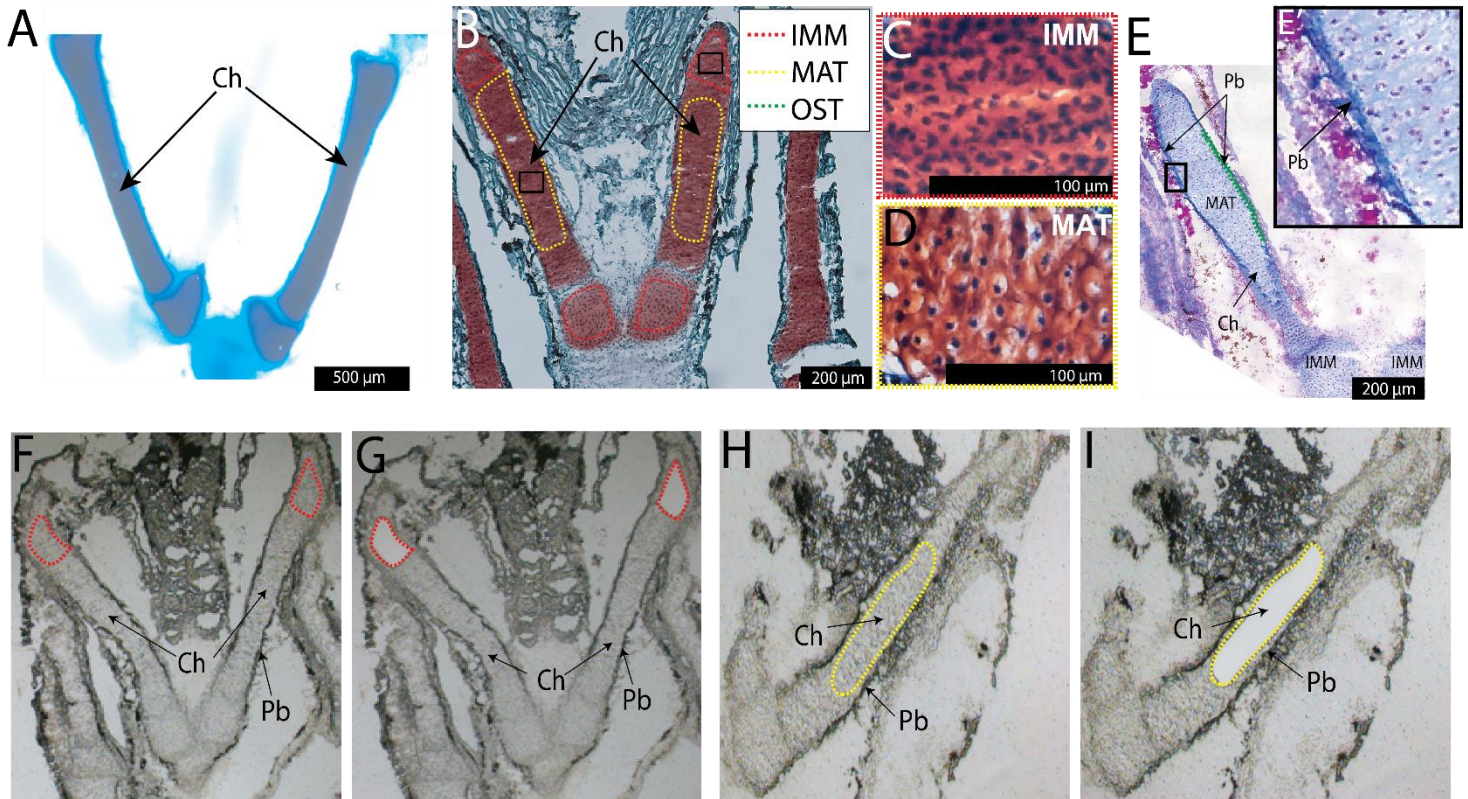 A
Ch
500 µm
B
Ch
IMM
MAT
OST
200 µm
C
IMM
100 µm
D
MAT
100 µm
E
Pb
MAT
Ch
IMM
IMM
200 µm
E'
Pb
F
Ch
Pb
G
Ch
Pb
H
Ch
Pb
I
Ch
Pb